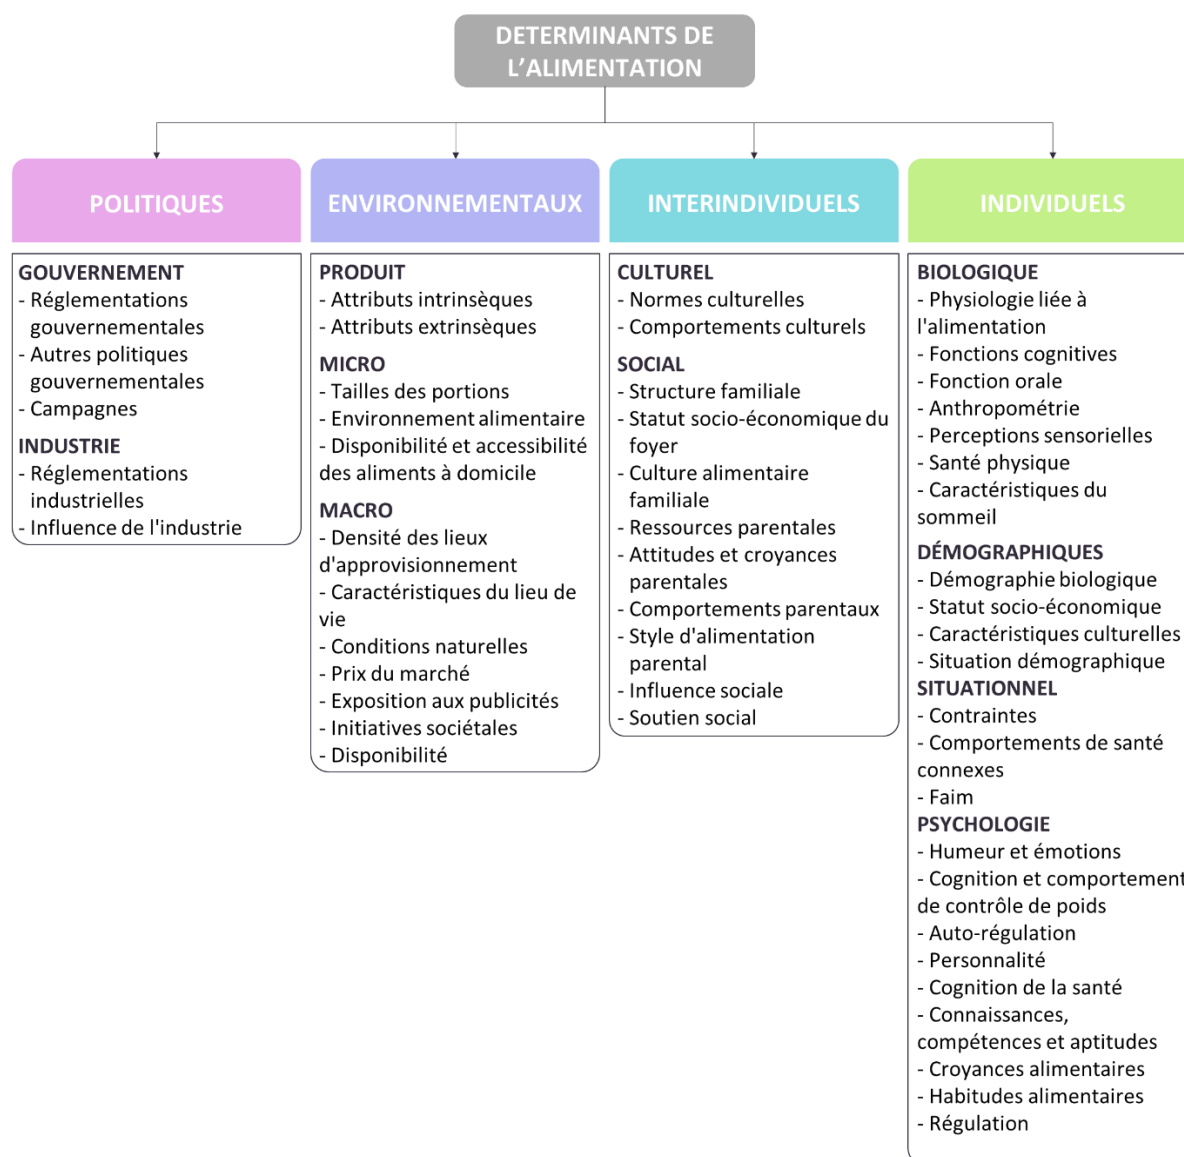 DETERMINANTS DE
L’ALIMENTATION
POLITIQUES
GOUVERNEMENT
- Réglementations
gouvernementales
- Autres politiques
gouvernementales
- Campagnes
INDUSTRIE
- Réglementations
industrielles
- Influence de l'industrie
ENVIRONNEMENTAUX
PRODUIT
- Attributs intrinsèques
- Attributs extrinsèques
MICRO
- Tailles des portions
- Environnement alimentaire
- Disponibilité et accessibilité
des aliments à domicile
MACRO
- Densité des lieux
d'approvisionnement
- Caractéristiques du lieu de
vie
- Conditions naturelles
- Prix du marché
- Exposition aux publicités
- Initiatives sociétales
- Disponibilité
INTERINDIVIDUELS
CULTUREL
- Normes culturelles
- Comportements culturels
SOCIAL
- Structure familiale
- Statut socio-économique du
foyer
- Culture alimentaire
familiale
- Ressources parentales
- Attitudes et croyances
parentales
- Comportements parentaux
- Style d'alimentation
parental
- Influence sociale
- Soutien social
INDIVIDUELS
BIOLOGIQUE
- Physiologie liée à
l'alimentation
- Fonctions cognitives
- Fonction orale
- Anthropométrie
- Perceptions sensorielles
- Santé physique
- Caractéristiques du
sommeil
DÉMOGRAPHIQUES
- Démographie biologique
- Statut socio-économique
- Caractéristiques culturelles
- Situation démographique
SITUATIONNEL
- Contraintes
- Comportements de santé
connexes
- Faim
PSYCHOLOGIE
- Humeur et émotions
- Cognition et comportement
de contrôle de poids
- Auto-régulation
- Personnalité
- Cognition de la santé
- Connaissances,
compétences et aptitudes
- Croyances alimentaires
- Habitudes alimentaires
- Régulation